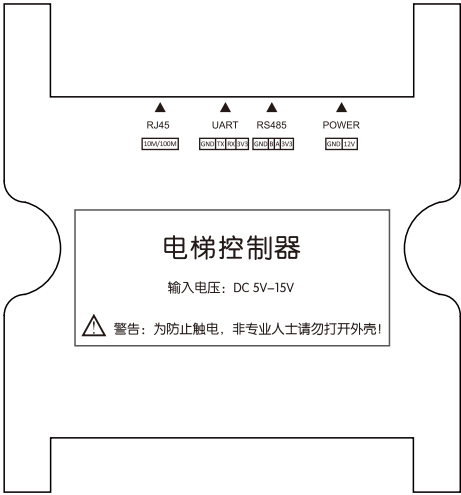 RJ45 UART RS485 POWER
10M/100M GND TX RX 3V3 GND B A 3V3 GND 12V
电梯控制器
输入电压：DC 5V-15V
警告：为防止触电，非专业人士请勿打开外壳！